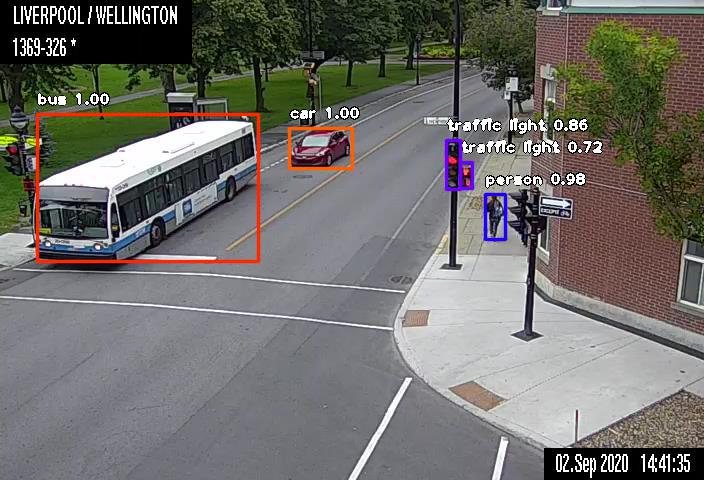 LIVERPOOL / WELLINGTON
1369-326 *
bus 1.00
car 1.00
traffic light 0.86
traffic light 0.72
person 0.98
EXCEPTÉ
02.Sep 2020 14:41:35